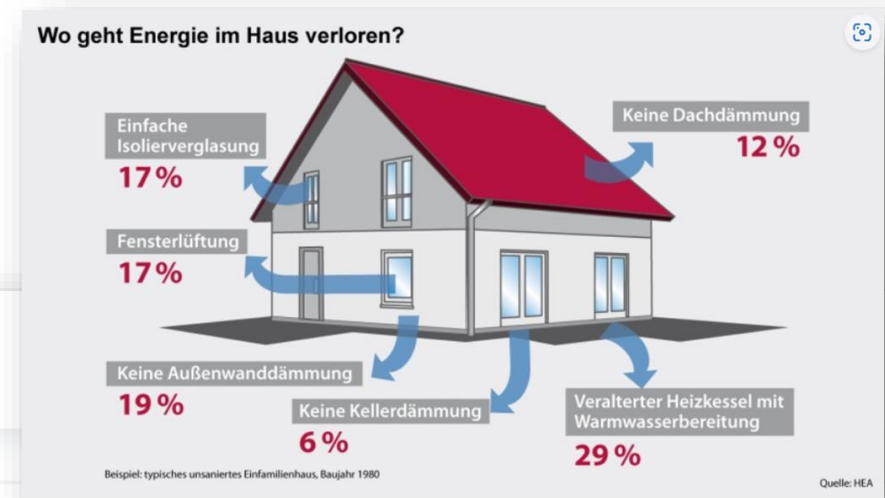 Wo geht Energie im Haus verloren?
Einfache
Isolierverglasung
17 %
Keine Dachdämmung
12 %
Fensterlüftung
17 %
Keine Außenwanddämmung
19 %
Keine Kellerdämmung
6 %
Veralterter Heizkessel mit
Warmwasserbereitung
29 %
Beispiel: typisches unsaniertes Einfamilienhaus, Baujahr 1980
Quelle: HEA